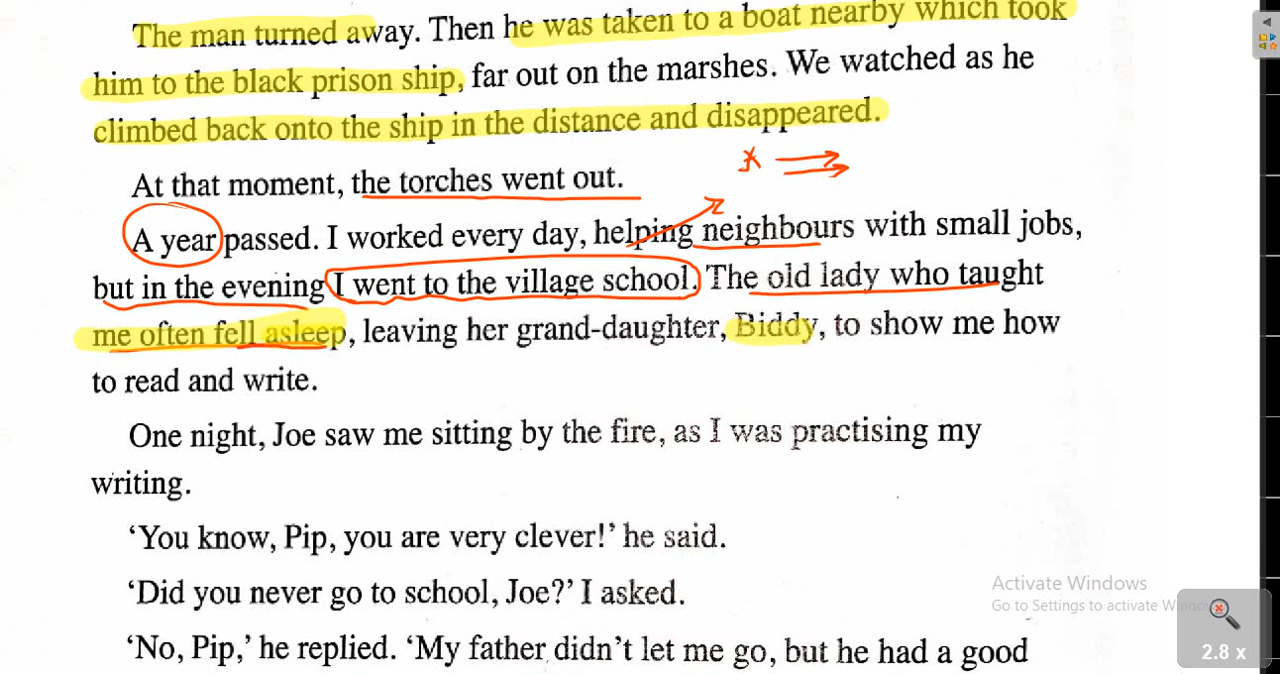 The man turned away. Then he was taken to a boat nearby which took
him to the black prison ship, far out on the marshes. We watched as he
climbed back onto the ship in the distance and disappeared.
At that moment, the torches went out.
A year passed. I worked every day, helping neighbours with small jobs,
but in the evening I went to the village school. The old lady who taught
me often fell asleep, leaving her grand-daughter, Biddy, to show me how
to read and write.
One night, Joe saw me sitting by the fire, as I was practising my
writing.
‘You know, Pip, you are very clever!’ he said.
‘Did you never go to school, Joe?’ I asked.
‘No, Pip,’ he replied. ‘My father didn’t let me go, but he had a good
Activate Windows
Go to Settings to activate
2.8 x